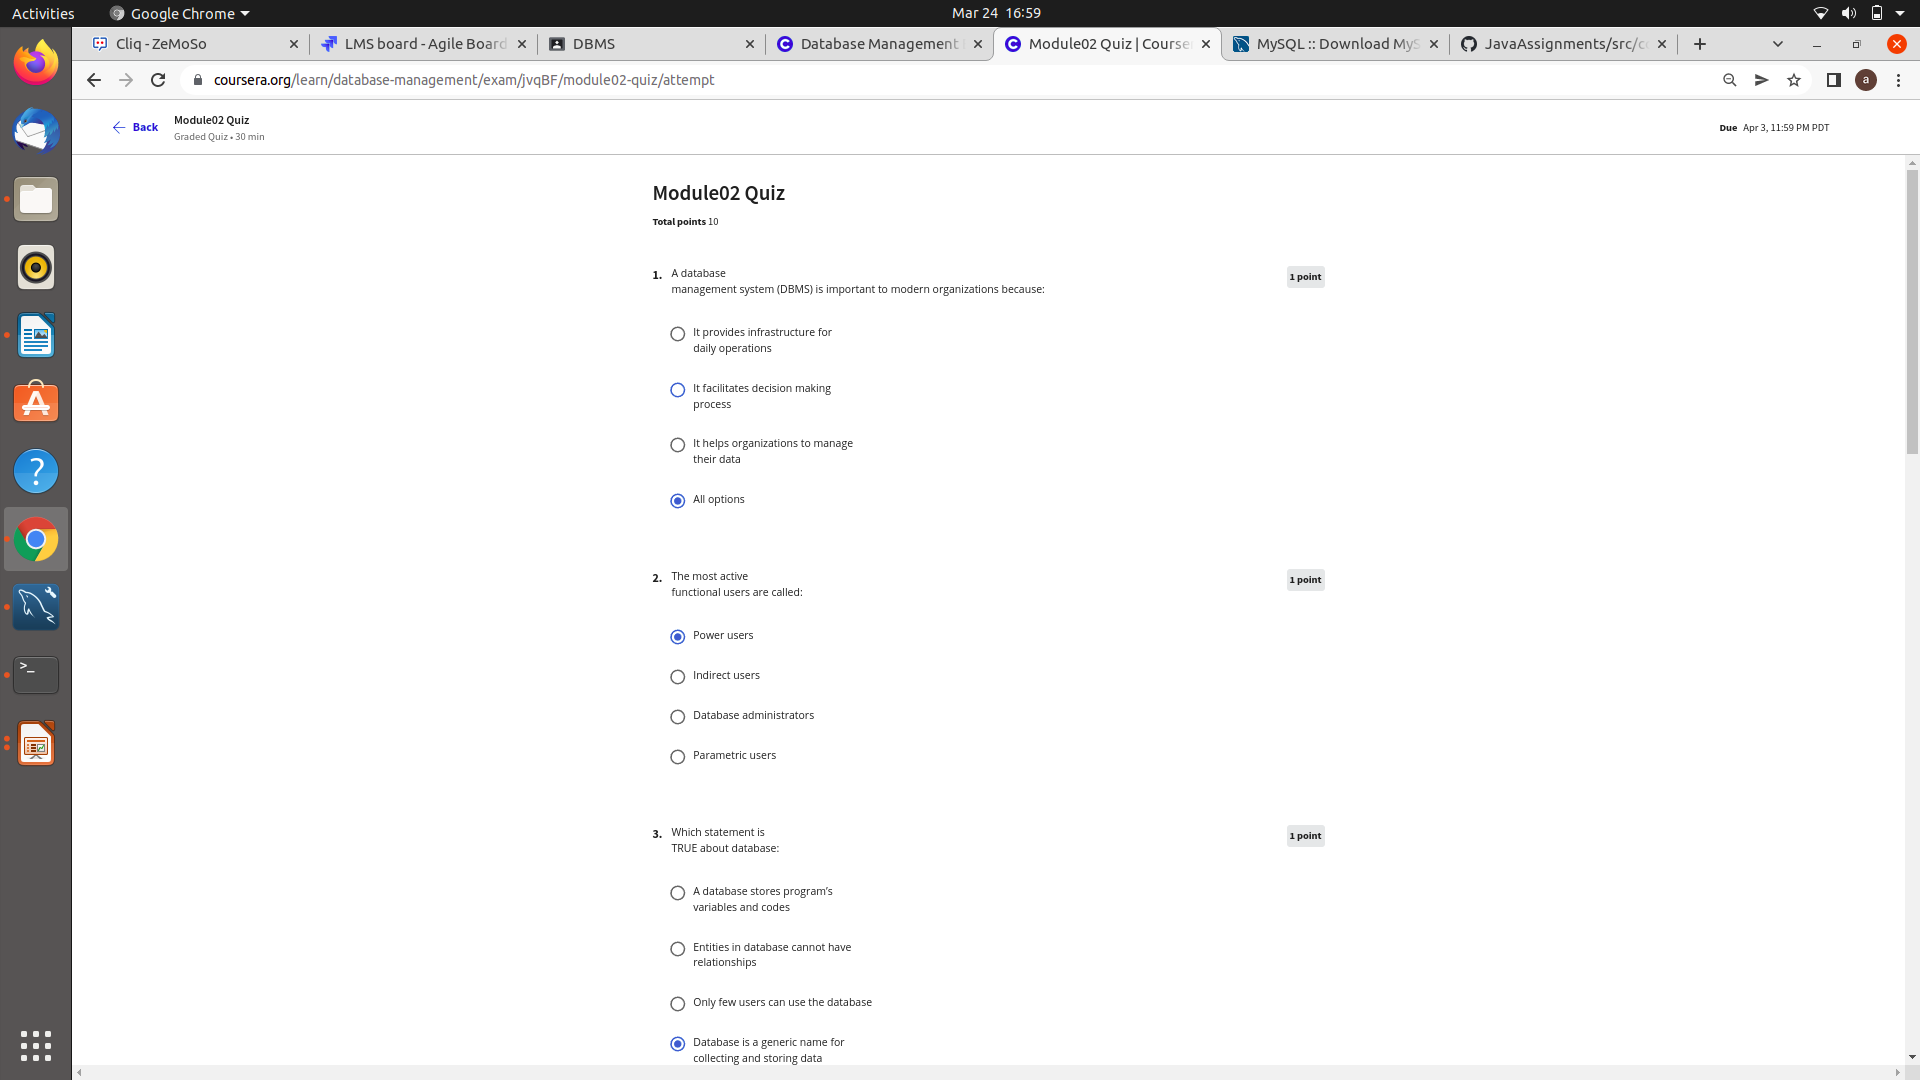 Activities
Google Chrome
Mar 24 16:59
Cliq - ZeMoSo
LMS board - Agile Board
DBMS
Database Management
Module02 Quiz | Course
MySQL :: Download MyS
JavaAssignments/src/c
coursera.org/learn/database-management/exam/jvqBF/module02-quiz/attempt
a
Back
Module02 Quiz
Graded Quiz • 30 min
Due Apr 3, 11:59 PM PDT
Module02 Quiz
Total points 10
1. A database
management system (DBMS) is important to modern organizations because:
1 point
It provides infrastructure for
daily operations
It facilitates decision making
process
It helps organizations to manage
their data
All options
2. The most active
functional users are called:
1 point
Power users
Indirect users
Database administrators
Parametric users
3. Which statement is
TRUE about database:
1 point
A database stores program’s
variables and codes
Entities in database cannot have
relationships
Only few users can use the database
Database is a generic name for
collecting and storing data